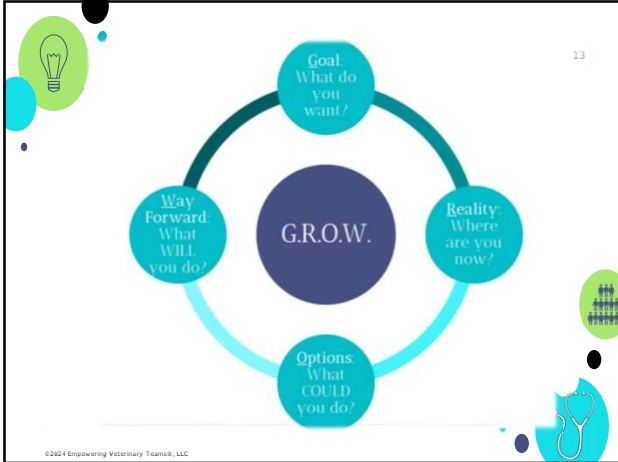 13
Goal:
What do
you
want?
Way
Forward:
What
WILL
you do?
G.R.O.W.
Reality:
Where
are you
now?
Options:
What
COULD
you do?
©2024 Empowering Veterinary Teams®, LLC